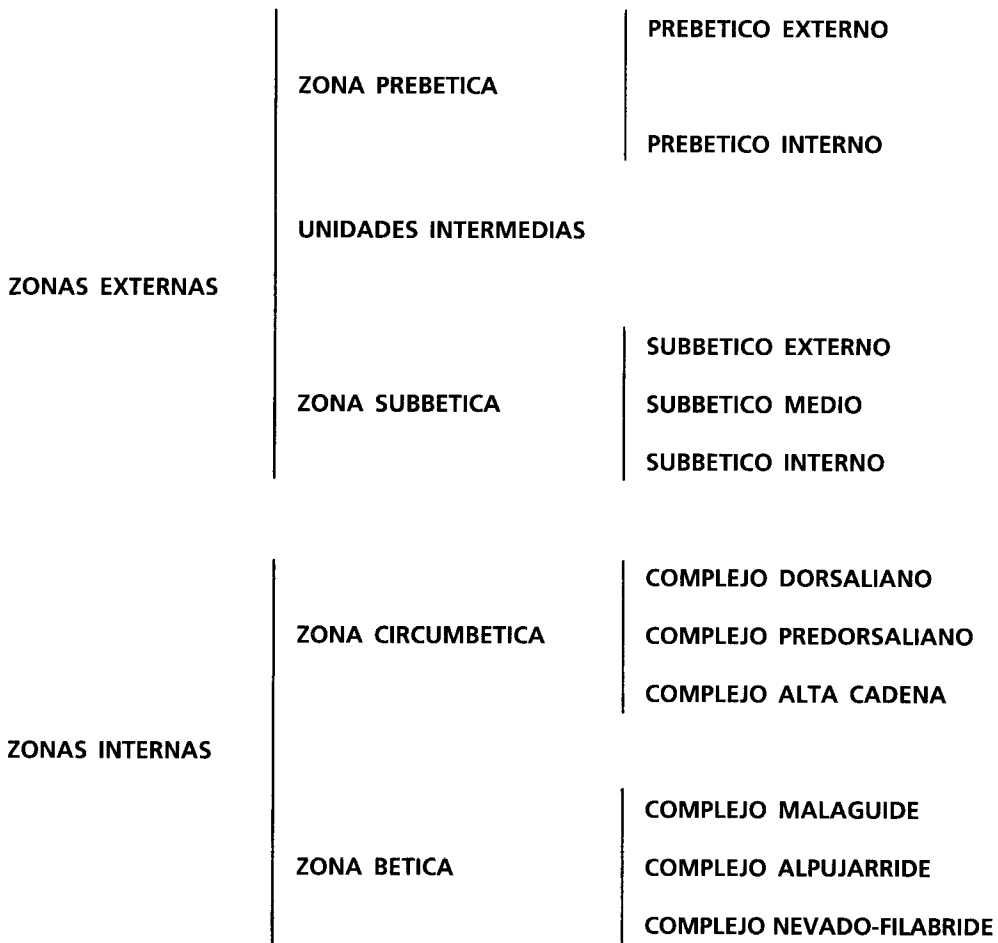 PREBETICO EXTERNO
ZONA PREBETICA
PREBETICO INTERNO
UNIDADES INTERMEDIAS
ZONAS EXTERNAS
SUBBETICO EXTERNO
ZONA SUBBETICA
SUBBETICO MEDIO
SUBBETICO INTERNO
COMPLEJO DORSALIANO
ZONA CIRCUMBETICA
COMPLEJO PREDORSALIANO
COMPLEJO ALTA CADENA
ZONAS INTERNAS
COMPLEJO MALAGUIDE
ZONA BETICA
COMPLEJO ALPUJARRIDE
COMPLEJO NEVADO-FILABRIDE